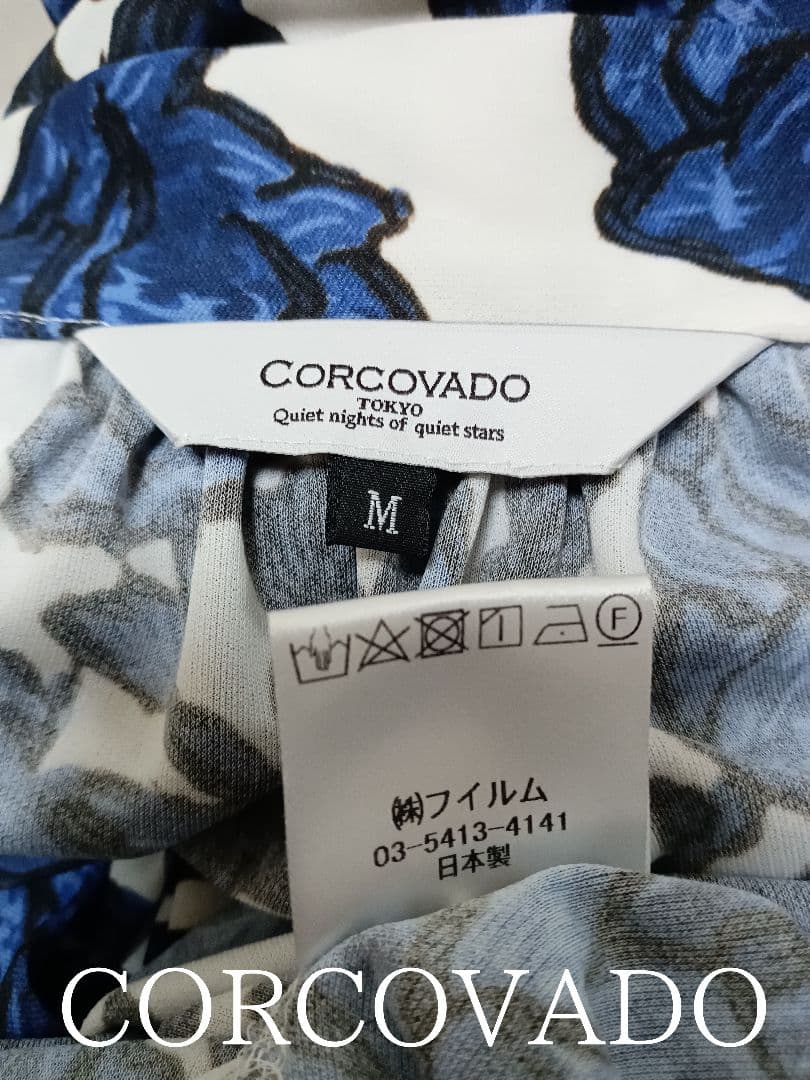 CORCOVADO
TOKYO
Quiet nights of quiet stars
M
F
㈱フイルム
03-5413-4141
日本製
CORCOVADO